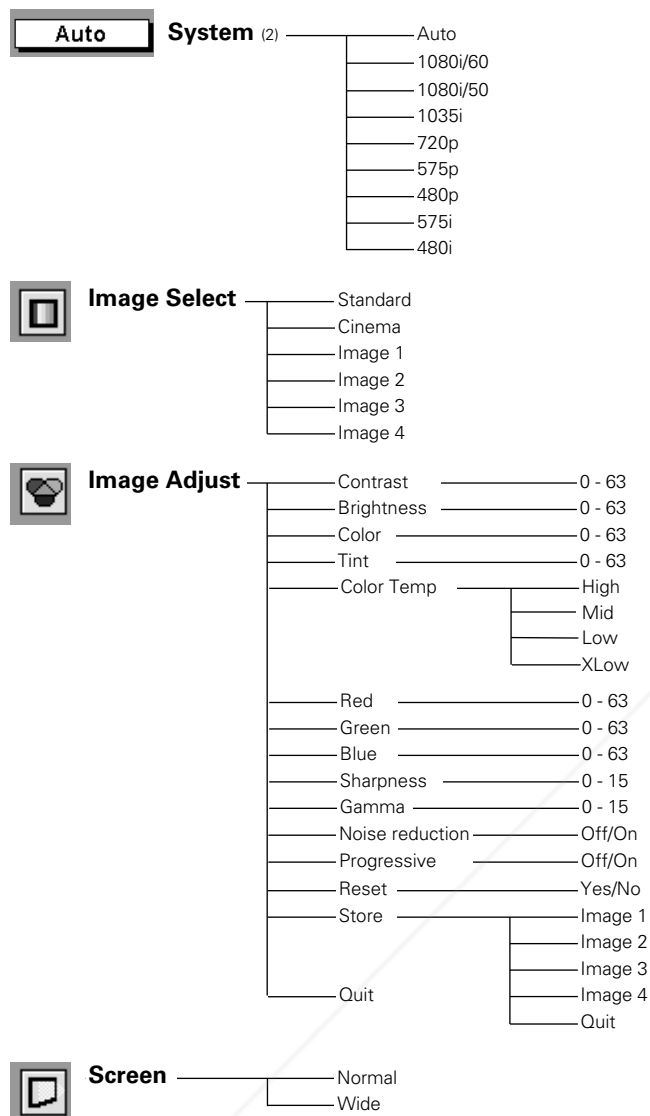 Auto System (2) Auto
1080i/60
1080i/50
1035i
720p
575p
480p
575i
480i
Image Select Standard
Cinema
Image 1
Image 2
Image 3
Image 4
Image Adjust Contrast 0 - 63
Brightness 0 - 63
Color 0 - 63
Tint 0 - 63
Color Temp High
Mid
Low
XLow
Red 0 - 63
Green 0 - 63
Blue 0 - 63
Sharpness 0 - 15
Gamma 0 - 15
Noise reduction Off/On
Progressive Off/On
Reset Yes/No
Store Image 1
Image 2
Image 3
Quit Image 4
Quit
Screen Normal
Wide